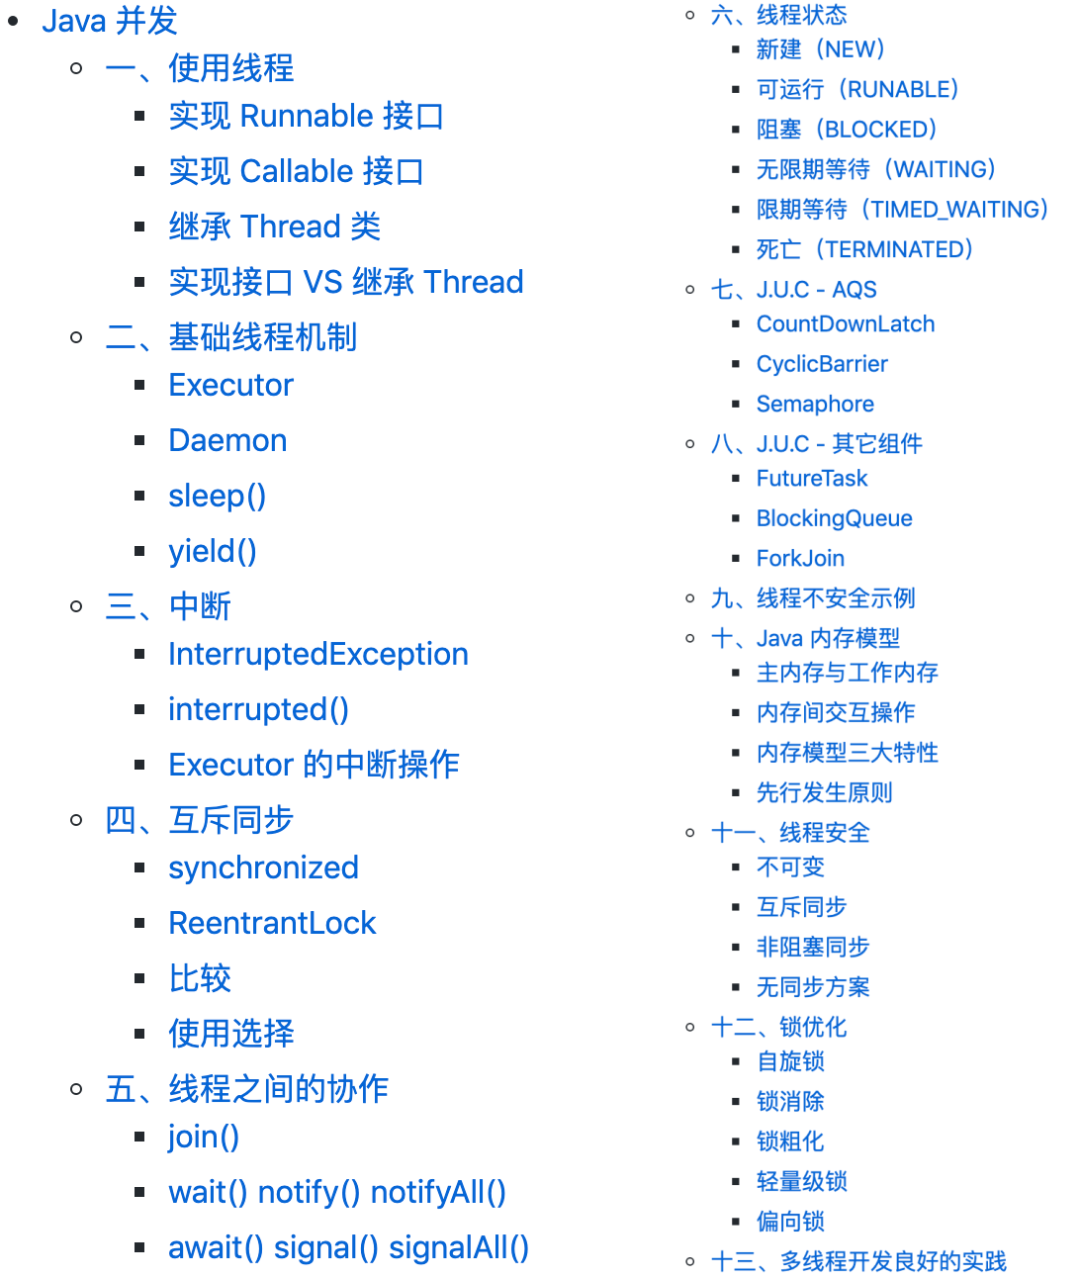 Java 并发
一、使用线程
实现 Runnable 接口
实现 Callable 接口
继承 Thread 类
实现接口 VS 继承 Thread
二、基础线程机制
Executor
Daemon
sleep()
yield()
三、中断
InterruptedException
interrupted()
Executor 的中断操作
四、互斥同步
synchronized
ReentrantLock
比较
使用选择
五、线程之间的协作
join()
wait() notify() notifyAll()
await() signal() signalAll()
六、线程状态
新建（NEW）
可运行（RUNABLE）
阻塞（BLOCKED）
无限期等待（WAITING）
限期等待（TIMED_WAITING）
死亡（TERMINATED）
七、J.U.C - AQS
CountDownLatch
CyclicBarrier
Semaphore
八、J.U.C - 其它组件
FutureTask
BlockingQueue
ForkJoin
九、线程不安全示例
十、Java 内存模型
主内存与工作内存
内存间交互操作
内存模型三大特性
先行发生原则
十一、线程安全
不可变
互斥同步
非阻塞同步
无同步方案
十二、锁优化
自旋锁
锁消除
锁粗化
轻量级锁
偏向锁
十三、多线程开发良好的实践